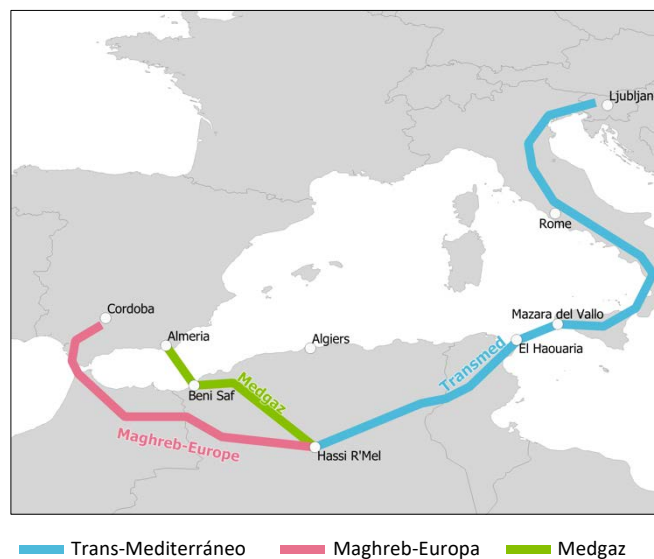 Ljubljan
Rome
Cordoba
Mazara del Vallo
Almeria
Algiers
El Haouaria
Transmed
Medgaz
Beni Saf
Maghreb-Europe
Hassi R'Mel
Trans-Mediterráneo Maghreb-Europa Medgaz